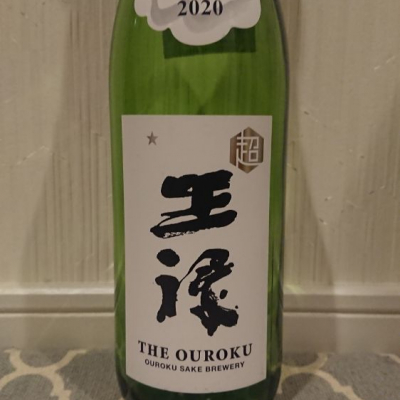 2020
超
王
祿
THE OUROKU
OUROKU SAKE BREWERY